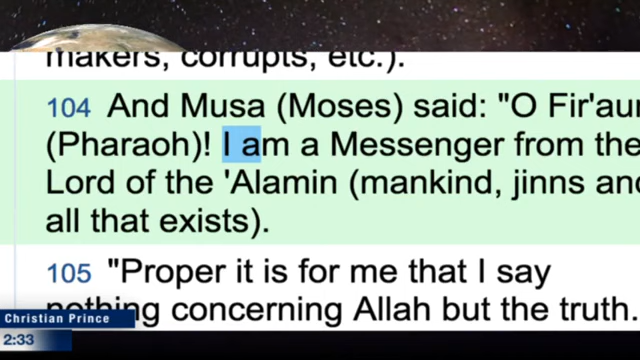 makers, corrupts, etc.).
104 And Musa (Moses) said: "O Fir'aun
(Pharaoh)! I am a Messenger from the
Lord of the 'Alamin (mankind, jinns and
all that exists).
105 "Proper it is for me that I say
nothing concerning Allah but the truth.
Christian Prince
2:33